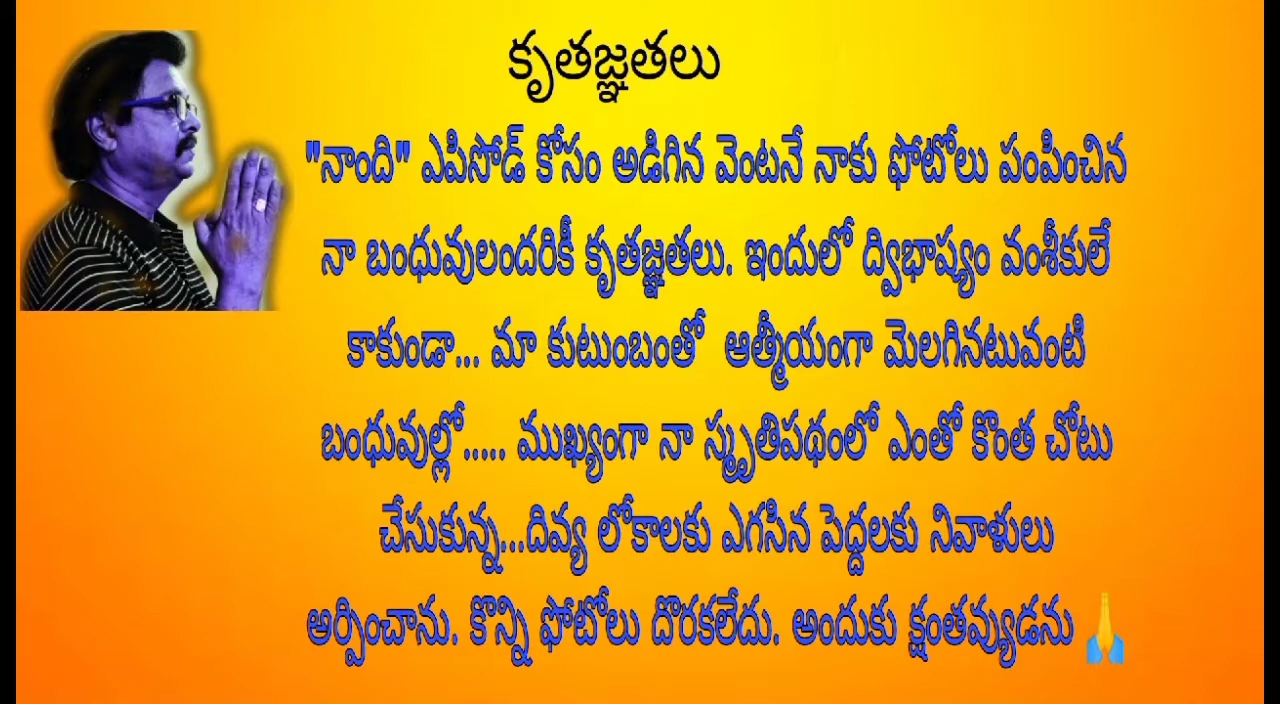 కృతజ్ఞతలు
"నాంది" ఎపిసోడ్ కోసం అడిగిన వెంటనే నాకు ఫోటోలు పంపించిన
నా బంధువులందరికీ కృతజ్ఞతలు. ఇందులో ద్విభాష్యం వంశీకులే
కాకుండా... మా కుటుంబంతో ఆత్మీయంగా మెలగినటువంటి
బంధువుల్లో..... ముఖ్యంగా నా స్మృతిపథంలో ఎంతో కొంత చోటు
చేసుకున్న...దివ్య లోకాలకు ఎగసిన పెద్దలకు నివాళులు
అర్పించాను. కొన్ని ఫోటోలు దొరకలేదు. అందుకు క్షంతవ్యుడను 🙏